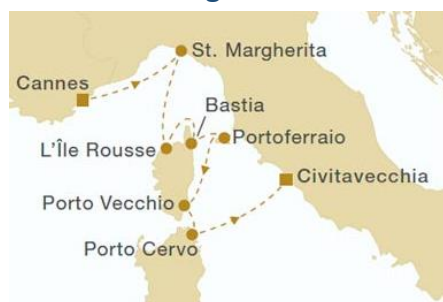 St. Margherita
Cannes
Bastia
L'Île Rousse
Portoferraio
Civitavecchia
Porto Vecchio
Porto Cervo